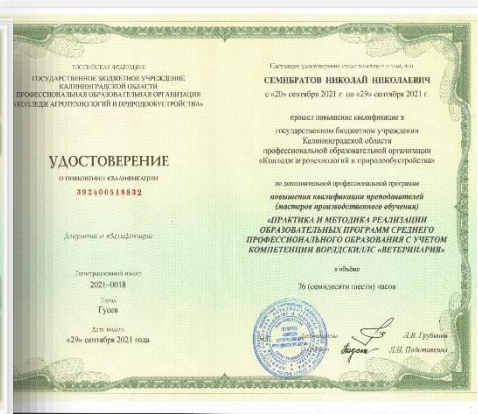 РОССИЙСКАЯ ФЕДЕРАЦИЯ
ГОСУДАРСТВЕННОЕ БЮДЖЕТНОЕ УЧРЕЖДЕНИЕ
КАЛИНИНГРАДСКОЙ ОБЛАСТИ
ПРОФЕССИОНАЛЬНАЯ ОБРАЗОВАТЕЛЬНАЯ ОРГАНИЗАЦИЯ
«КОЛЛЕДЖ АГРОТЕХНОЛОГИЙ И ПРИРОДООБУСТРОЙСТВА»
УДОСТОВЕРЕНИЕ
О ПОВЫШЕНИИ КВАЛИФИКАЦИИ
392400518832
Документ о квалификации
Регистрационный номер
2021-0018
Город
Гусев
Дата выдачи
«29» сентября 2021 года
Настоящее удостоверение свидетельствует о том, что
СЕМИБРАТОВ НИКОЛАЙ НИКОЛАЕВИЧ
с «20» сентября 2021 г. по «29» сентября 2021 г.
прошел повышение квалификации в
государственном бюджетном учреждении
Калининградской области
профессиональной образовательной организации
«Колледж агротехнологий и природообустройства»
по дополнительной профессиональной программе
повышения квалификации преподавателей
(мастеров производственного обучения)
«ПРАКТИКА И МЕТОДИКА РЕАЛИЗАЦИИ
ОБРАЗОВАТЕЛЬНЫХ ПРОГРАММ СРЕДНЕГО
ПРОФЕССИОНАЛЬНОГО ОБРАЗОВАНИЯ С УЧЕТОМ
КОМПЕТЕНЦИИ ВОРЛДСКИЛЛС «ВЕТЕРИНАРИЯ»
в объёме
76 (семидесяти шести) часов
Л.В. Грубинов
Л.Н. Подставкина